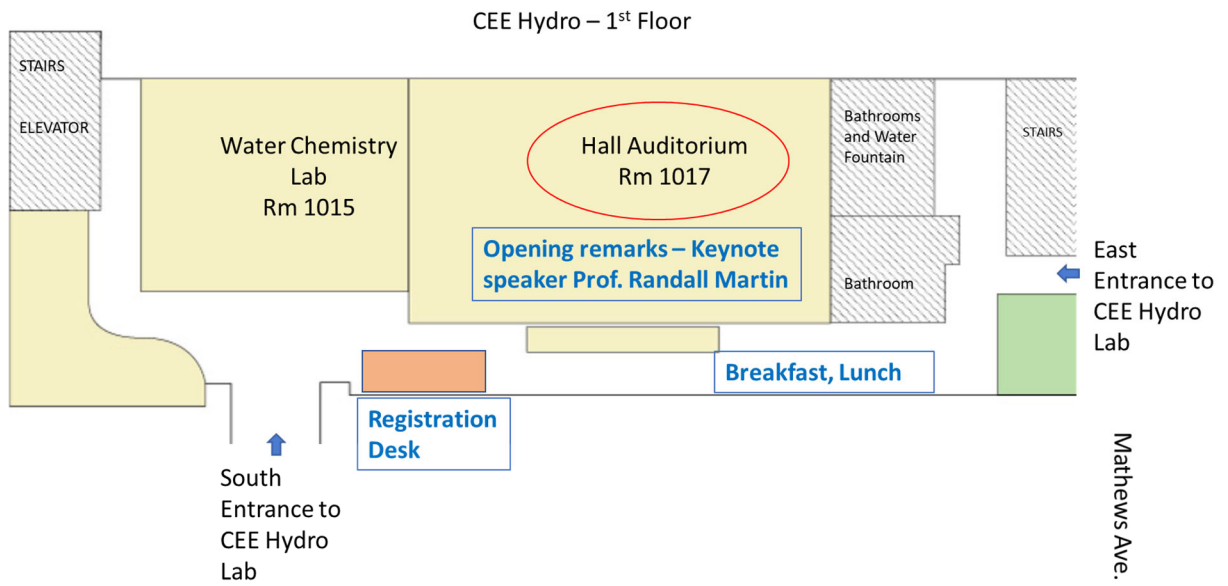 CEE Hydro – 1st Floor
STAIRS
ELEVATOR
Water Chemistry
Lab
Rm 1015
Hall Auditorium
Rm 1017
Opening remarks – Keynote
speaker Prof. Randall Martin
Bathrooms
and Water
Fountain
Bathroom
STAIRS
East
Entrance to
CEE Hydro
Lab
Breakfast, Lunch
Registration
Desk
South
Entrance to
CEE Hydro
Lab
Mathews Ave.